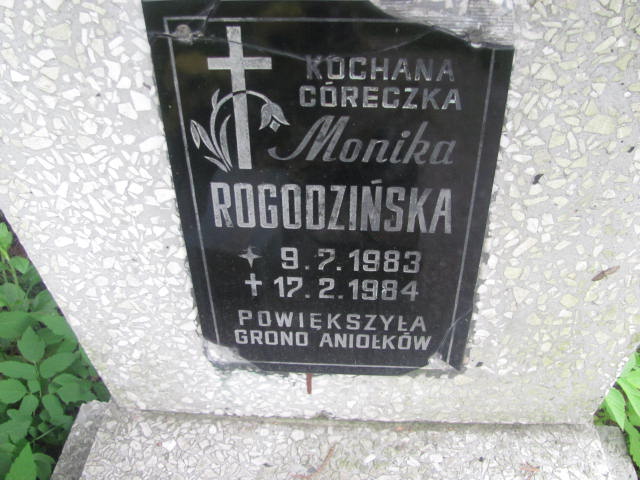 KOCHANA
CÓRECZKA
Monika
ROGODZIŃSKA
9.7.1983
17.2.1984
POWIĘKSZYŁA
GRONO ANIOŁKÓW